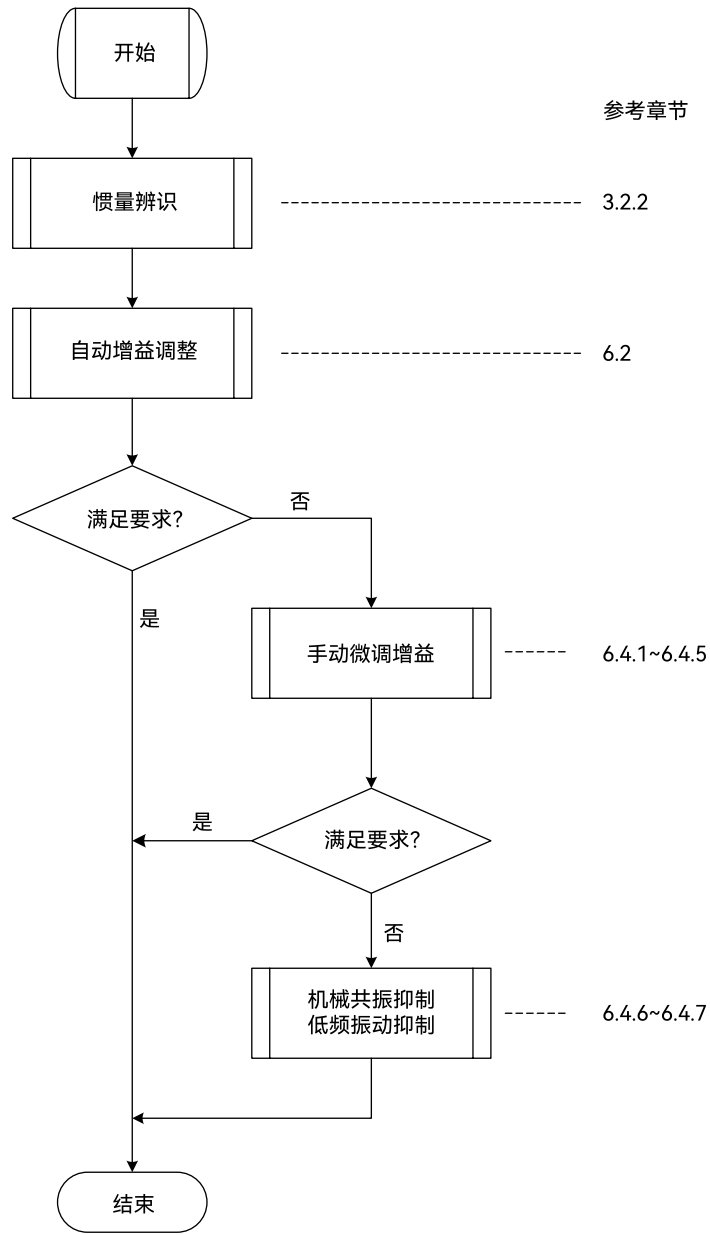 开始
参考章节
惯量辨识
3.2.2
自动增益调整
6.2
满足要求?
否
是
手动微调增益
6.4.1~6.4.5
是
满足要求?
否
机械共振抑制
低频振动抑制
6.4.6~6.4.7
结束